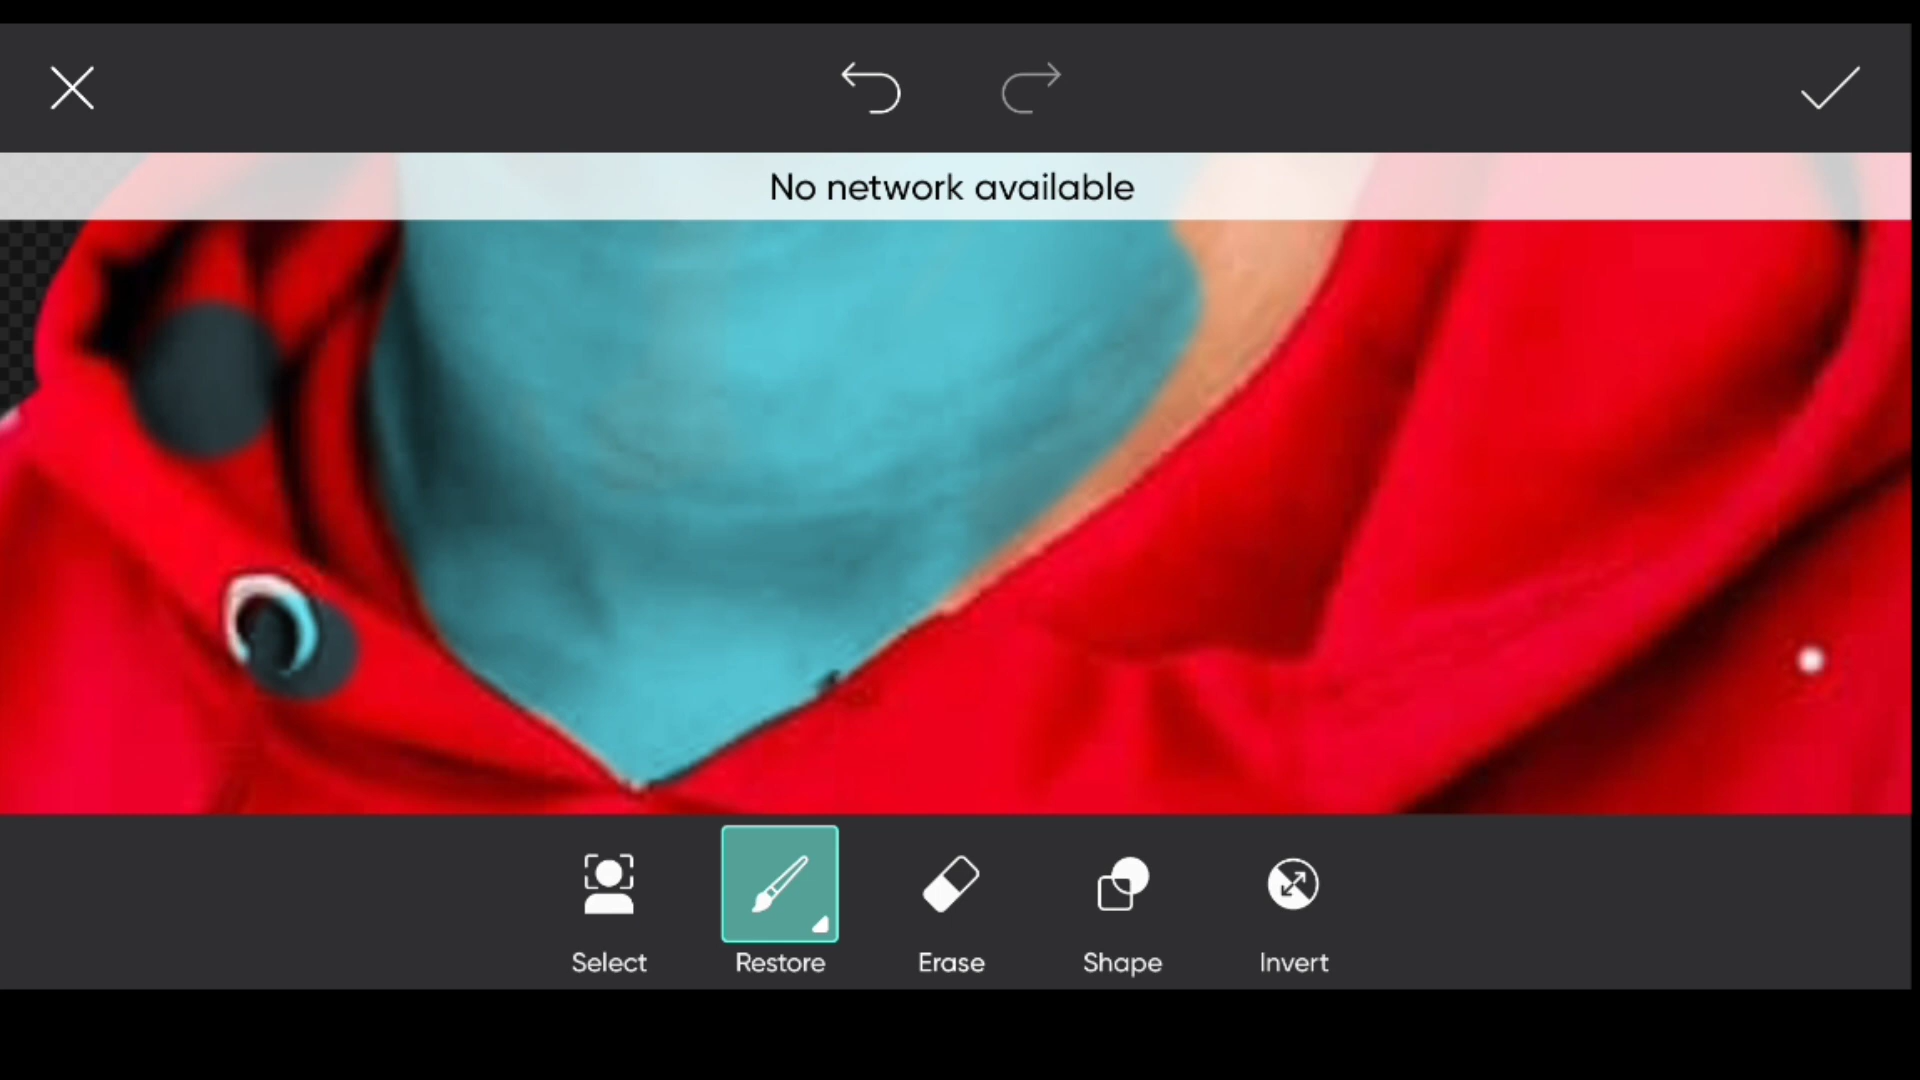 No network available
Select
Restore
Erase
Shape
Invert